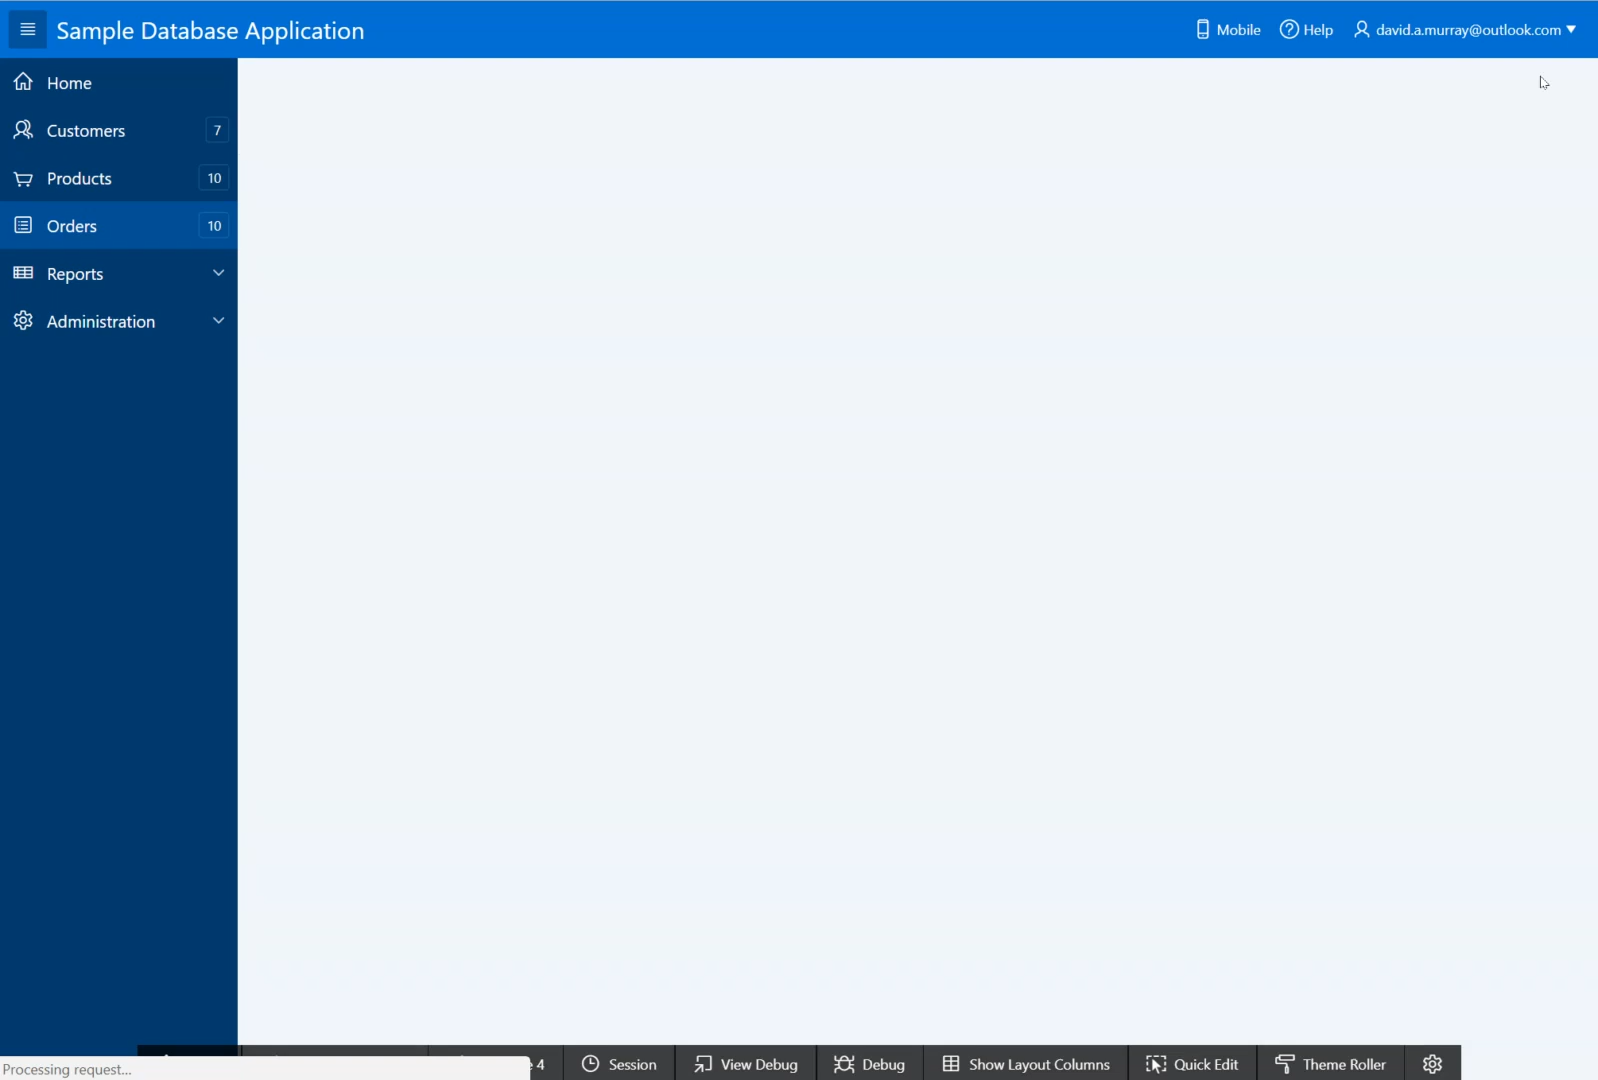 Sample Database Application
Mobile
Help
david.a.murray@outlook.com
Home
Customers 7
Products 10
Orders 10
Reports
Administration
4
Session
View Debug
Debug
Show Layout Columns
Quick Edit
Theme Roller
Processing request...